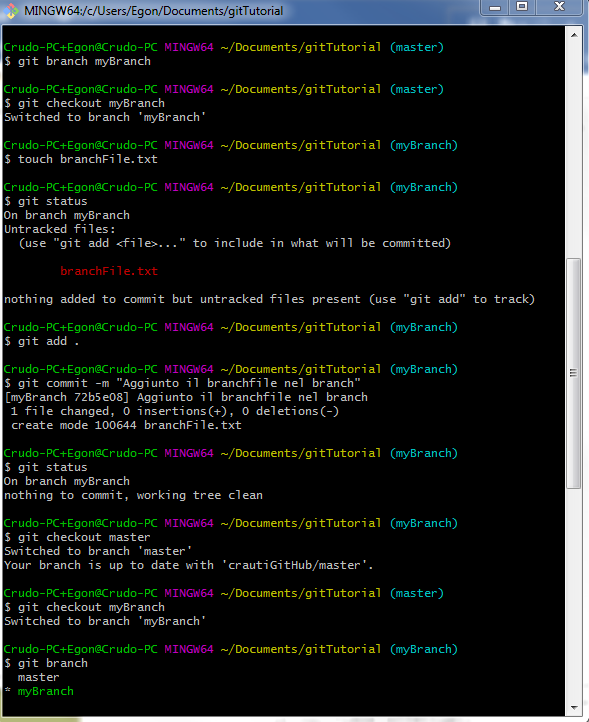 MINGW64:/c/Users/Egon/Documents/gitTutorial
Crudo-PC+Egon@Crudo-PC MINGW64 ~/Documents/gitTutorial (master)
$ git branch myBranch
Crudo-PC+Egon@Crudo-PC MINGW64 ~/Documents/gitTutorial (master)
$ git checkout myBranch
Switched to branch 'myBranch'
Crudo-PC+Egon@Crudo-PC MINGW64 ~/Documents/gitTutorial (myBranch)
$ touch branchFile.txt
Crudo-PC+Egon@Crudo-PC MINGW64 ~/Documents/gitTutorial (myBranch)
$ git status
On branch myBranch
Untracked files:
  (use "git add <file>..." to include in what will be committed)
        branchFile.txt
nothing added to commit but untracked files present (use "git add" to track)
Crudo-PC+Egon@Crudo-PC MINGW64 ~/Documents/gitTutorial (myBranch)
$ git add .
Crudo-PC+Egon@Crudo-PC MINGW64 ~/Documents/gitTutorial (myBranch)
$ git commit -m "Aggiunto il branchfile nel branch"
[myBranch 72b5e08] Aggiunto il branchfile nel branch
 1 file changed, 0 insertions(+), 0 deletions(-)
 create mode 100644 branchFile.txt
Crudo-PC+Egon@Crudo-PC MINGW64 ~/Documents/gitTutorial (myBranch)
$ git status
On branch myBranch
nothing to commit, working tree clean
Crudo-PC+Egon@Crudo-PC MINGW64 ~/Documents/gitTutorial (myBranch)
$ git checkout master
Switched to branch 'master'
Your branch is up to date with 'crautiGitHub/master'.
Crudo-PC+Egon@Crudo-PC MINGW64 ~/Documents/gitTutorial (master)
$ git checkout myBranch
Switched to branch 'myBranch'
Crudo-PC+Egon@Crudo-PC MINGW64 ~/Documents/gitTutorial (myBranch)
$ git branch
  master
* myBranch